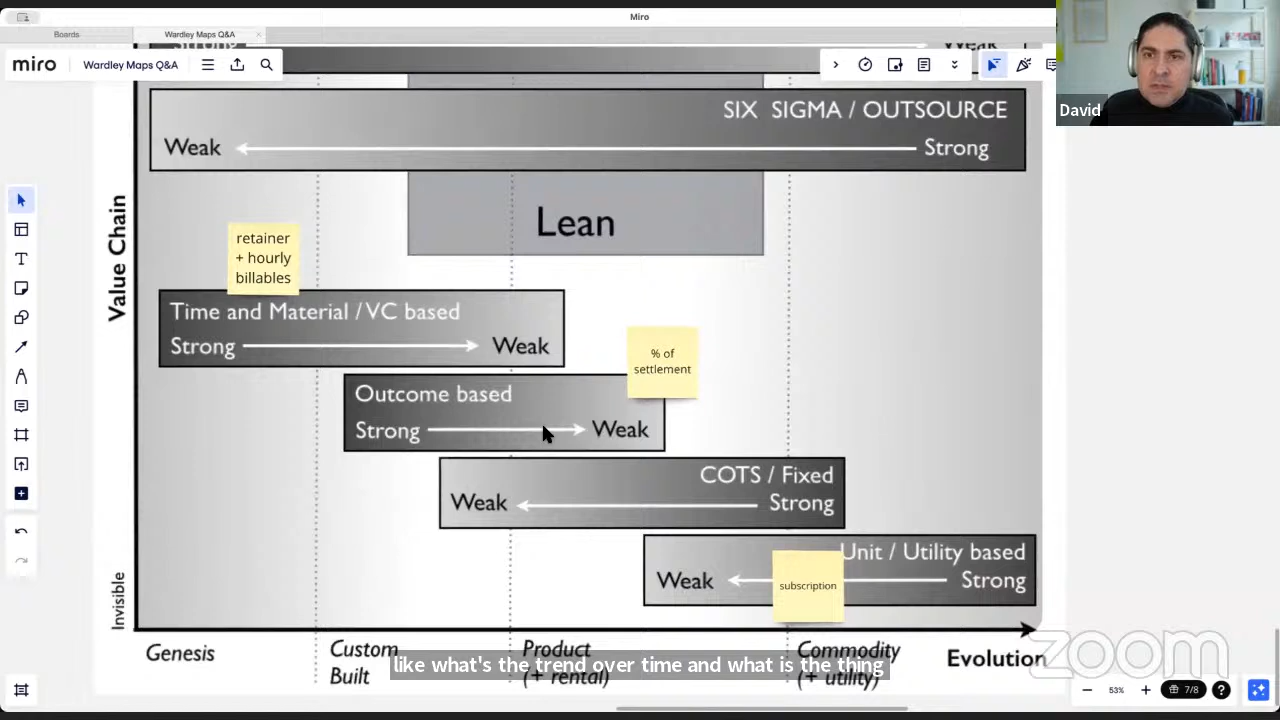 Miro
Boards
Wardley Maps Q&A
miro
Wardley Maps Q&A
Strong
Weak
David
SIX SIGMA / OUTSOURCE
Weak
Strong
Lean
Value Chain
retainer
+ hourly
billables
Time and Material / VC based
Strong
Weak
% of
settlement
Outcome based
Strong
Weak
COTS / Fixed
Weak
Strong
Unit / Utility based
Weak
Strong
subscription
Invisible
Genesis
Custom
Built
Product
(+ rental)
Commodity
(+ utility)
Evolution
like what's the trend over time and what is the thing
zoom
53%
7/8